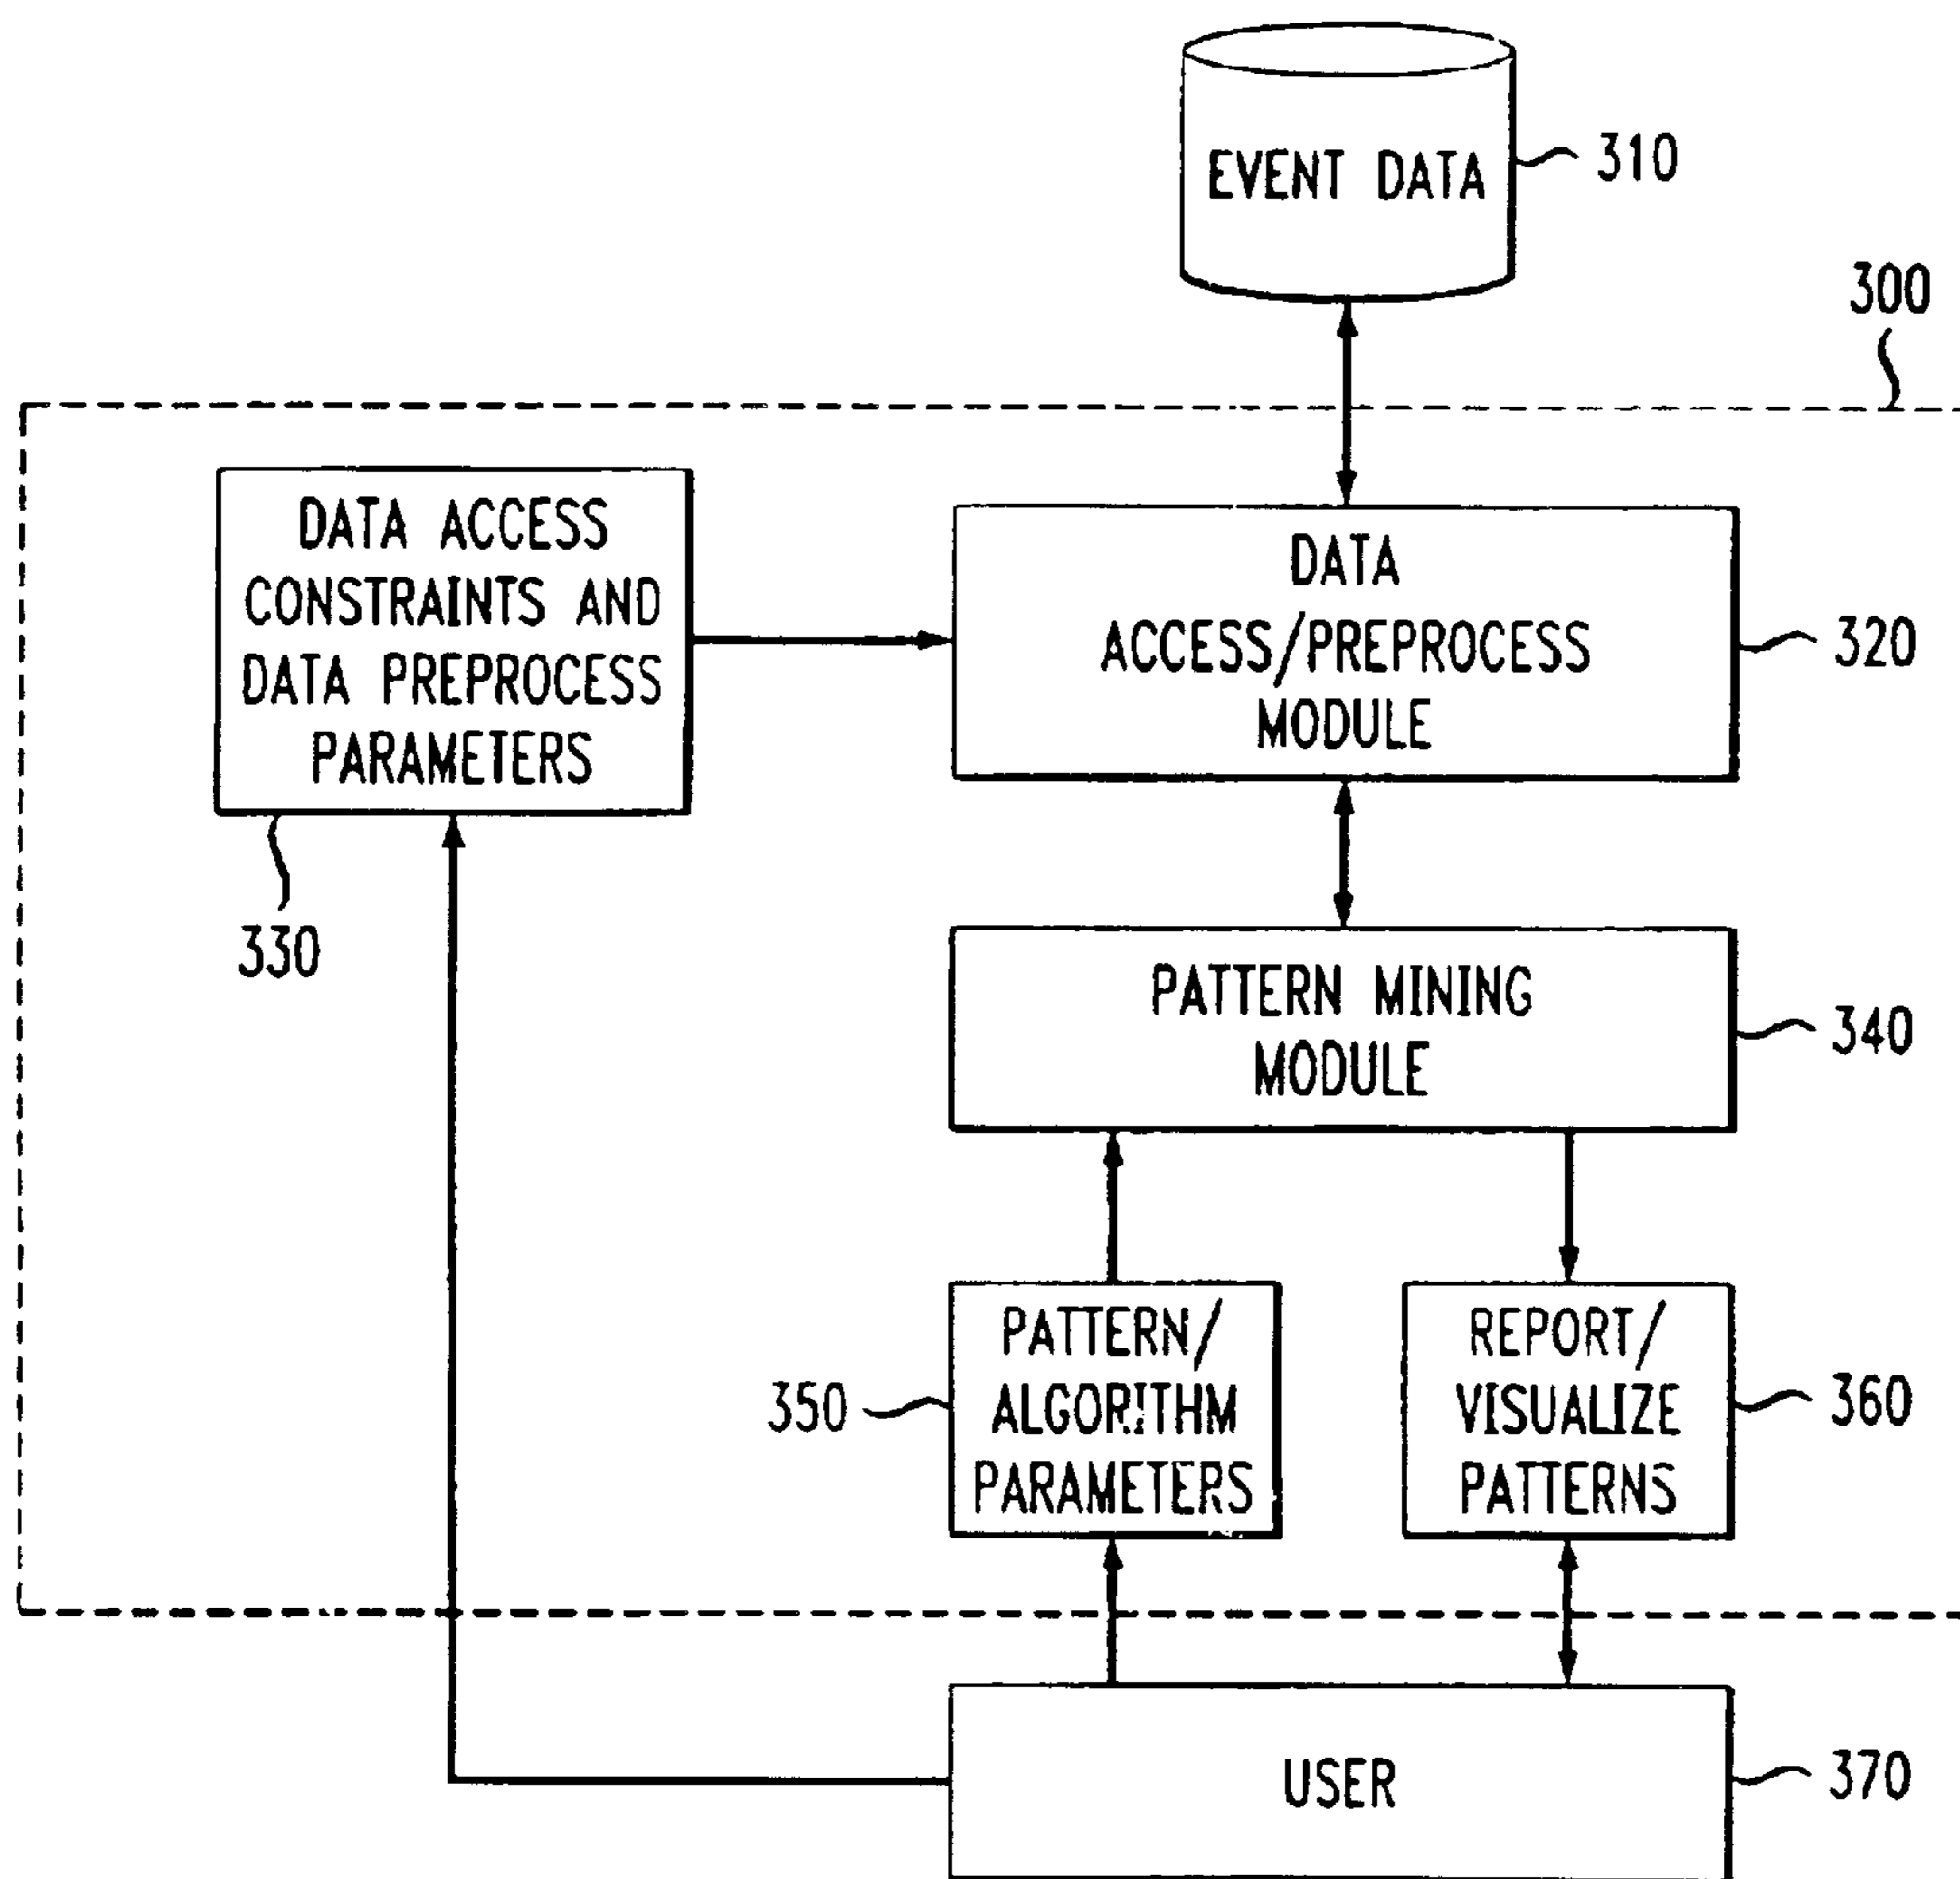 EVENT DATA
310
300
DATA ACCESS
CONSTRAINTS AND
DATA PREPROCESS
PARAMETERS
330
DATA
ACCESS/PREPROCESS
MODULE
320
PATTERN MINING
MODULE
340
350
PATTERN/
ALGORITHM
PARAMETERS
REPORT/
VISUALIZE
PATTERNS
360
USER
370